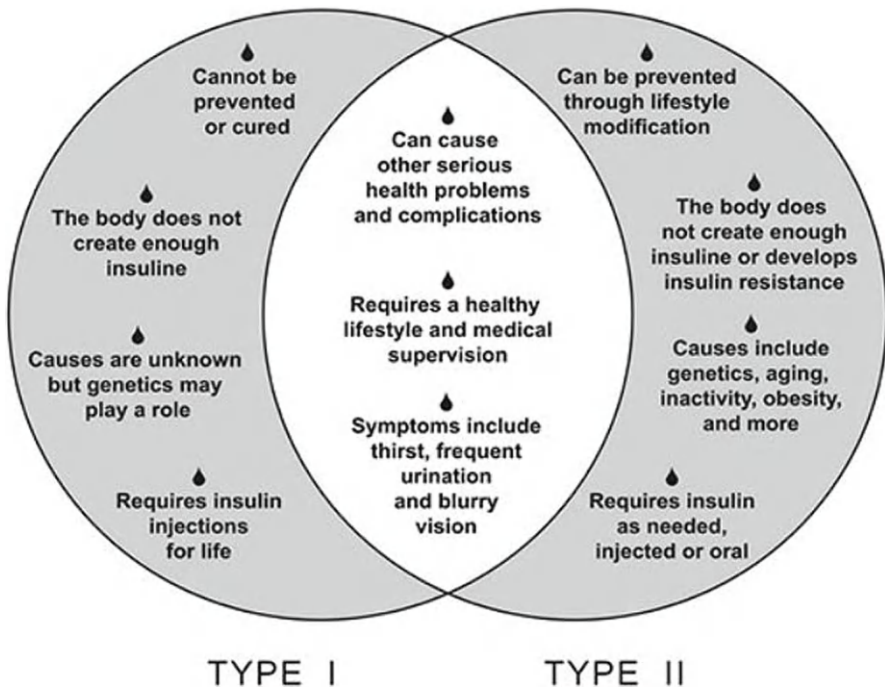 Cannot be
prevented
or cured
The body does not
create enough
insuline
Causes are unknown
but genetics may
play a role
Requires insulin
injections
for life
Can cause
other serious
health problems
and complications
Requires a healthy
lifestyle and medical
supervision
Symptoms include
thirst, frequent
urination
and blurry
vision
Can be prevented
through lifestyle
modification
The body does
not create enough
insuline or develops
insulin resistance
Causes include
genetics, aging,
inactivity, obesity,
and more
Requires insulin
as needed,
injected or oral
TYPE I
TYPE II